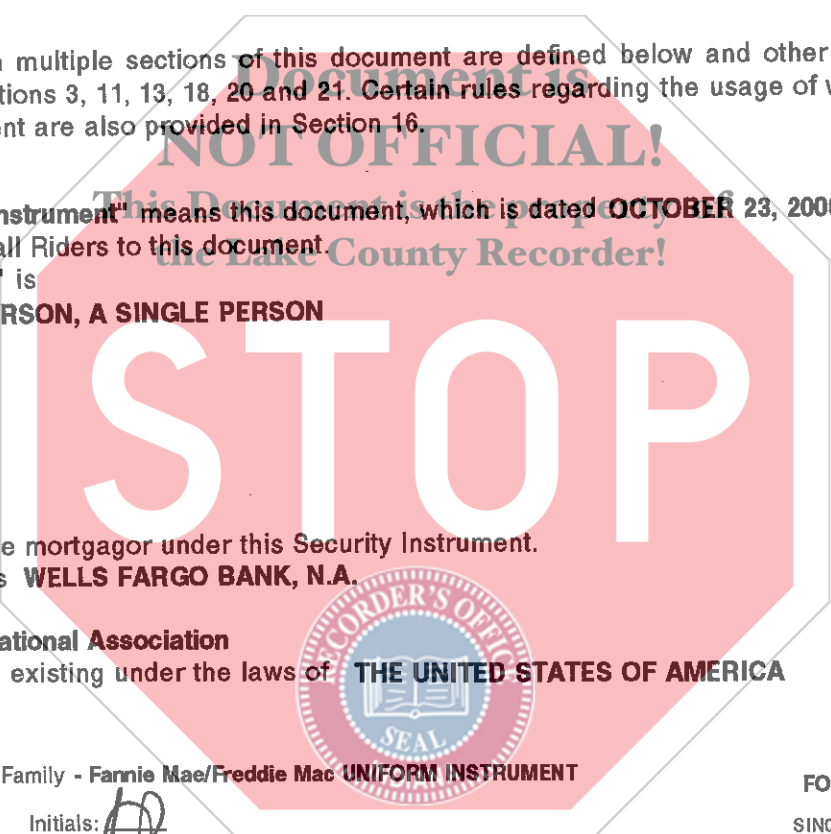 multiple sections of this document are defined below and other
tions 3, 11, 13, 18, 20 and 21. Certain rules regarding the usage of
ent are also provided in Section 16.
Document is
NOT OFFICIAL!
This Document is the property of
the Lake County Recorder!
nstrument" means this document, which is dated OCTOBER 23, 2006
all Riders to this document.
" is
RSON, A SINGLE PERSON
STOP
e mortgagor under this Security Instrument.
s WELLS FARGO BANK, N.A.
ational Association
existing under the laws of THE UNITED STATES OF AMERICA
RECORDER'S OFFICE
SEAL
INDIANA
Family - Fannie Mae/Freddie Mac UNIFORM INSTRUMENT
FO
Initials:
SING